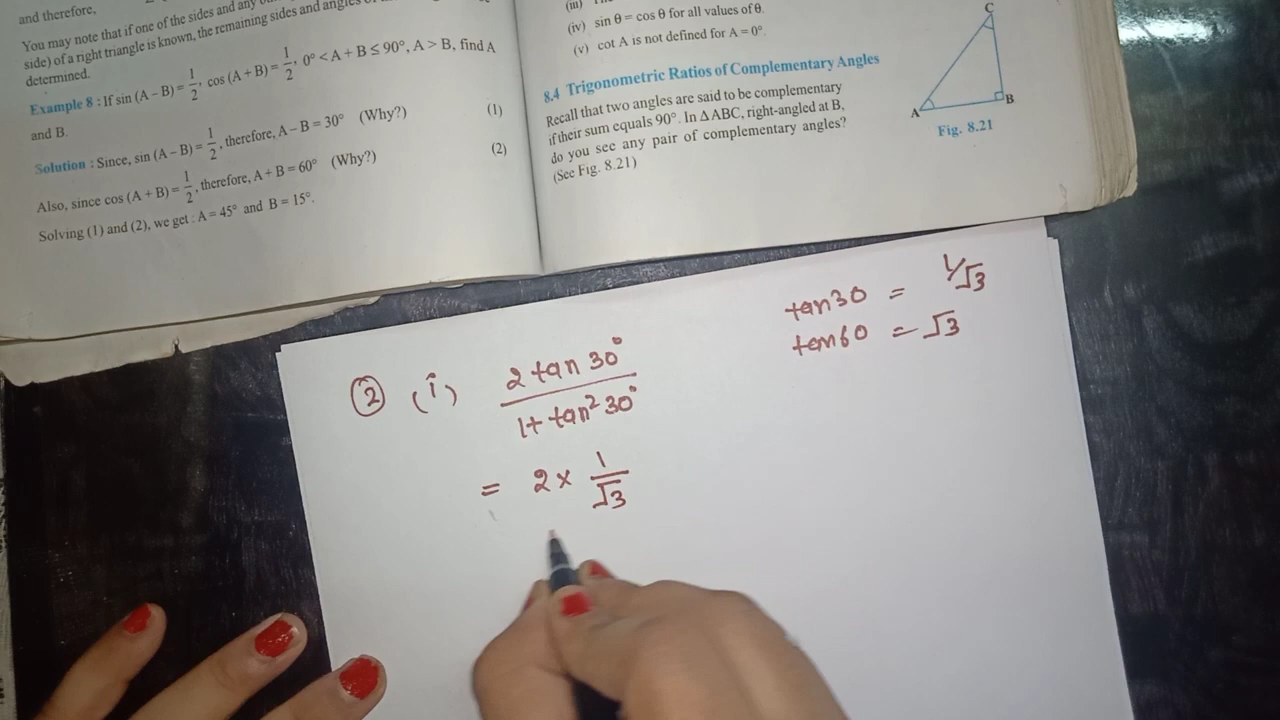 and therefore,
You may note that if one of the sides and any
side) of a right triangle is known, the remaining sides and angles
determined.
Example 8 : If sin (A – B) = 1/2, cos (A + B) = 1/2, 0° < A + B ≤ 90°, A > B, find A
and B.
Solution : Since, sin (A – B) = 1/2, therefore, A – B = 30° (Why?) (1)
Also, since cos (A + B) = 1/2, therefore, A + B = 60° (Why?) (2)
Solving (1) and (2), we get : A = 45° and B = 15°.
(iii)
(iv) sin θ = cos θ for all values of θ.
(v) cot A is not defined for A = 0°.
8.4 Trigonometric Ratios of Complementary Angles
Recall that two angles are said to be complementary
if their sum equals 90°. In Δ ABC, right-angled at B,
do you see any pair of complementary angles?
(See Fig. 8.21)
C
A
B
Fig. 8.21
tan 30 = 1/√3
tan 60 = √3
② (i) 2 tan 30° / 1+ tan² 30°
= 2 × 1/√3